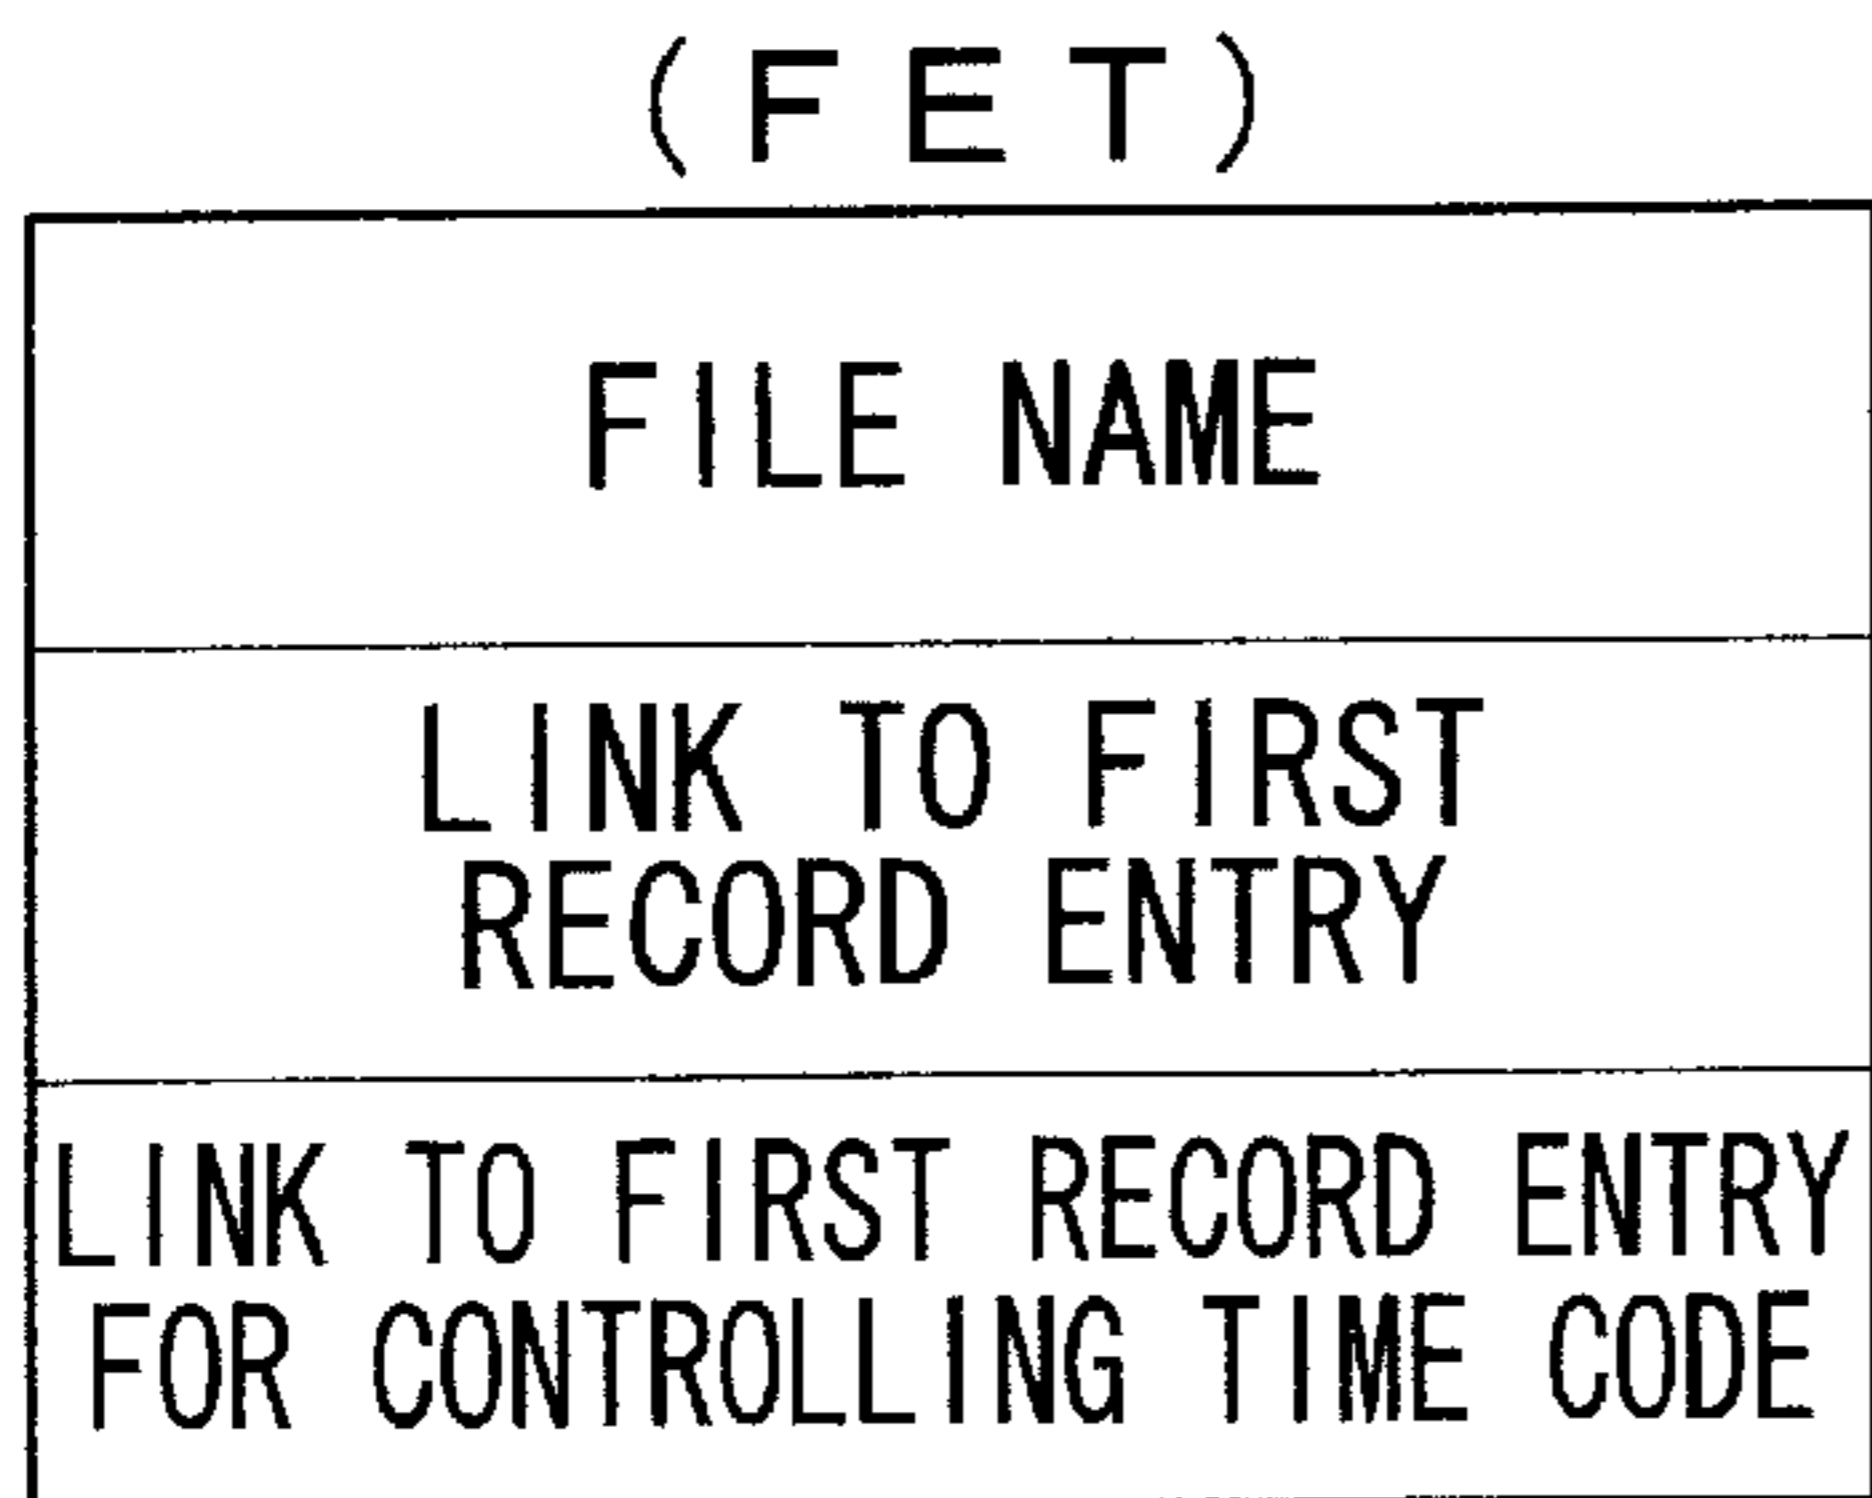 (FET)
FILE NAME
LINK TO FIRST
RECORD ENTRY
LINK TO FIRST RECORD ENTRY
FOR CONTROLLING TIME CODE